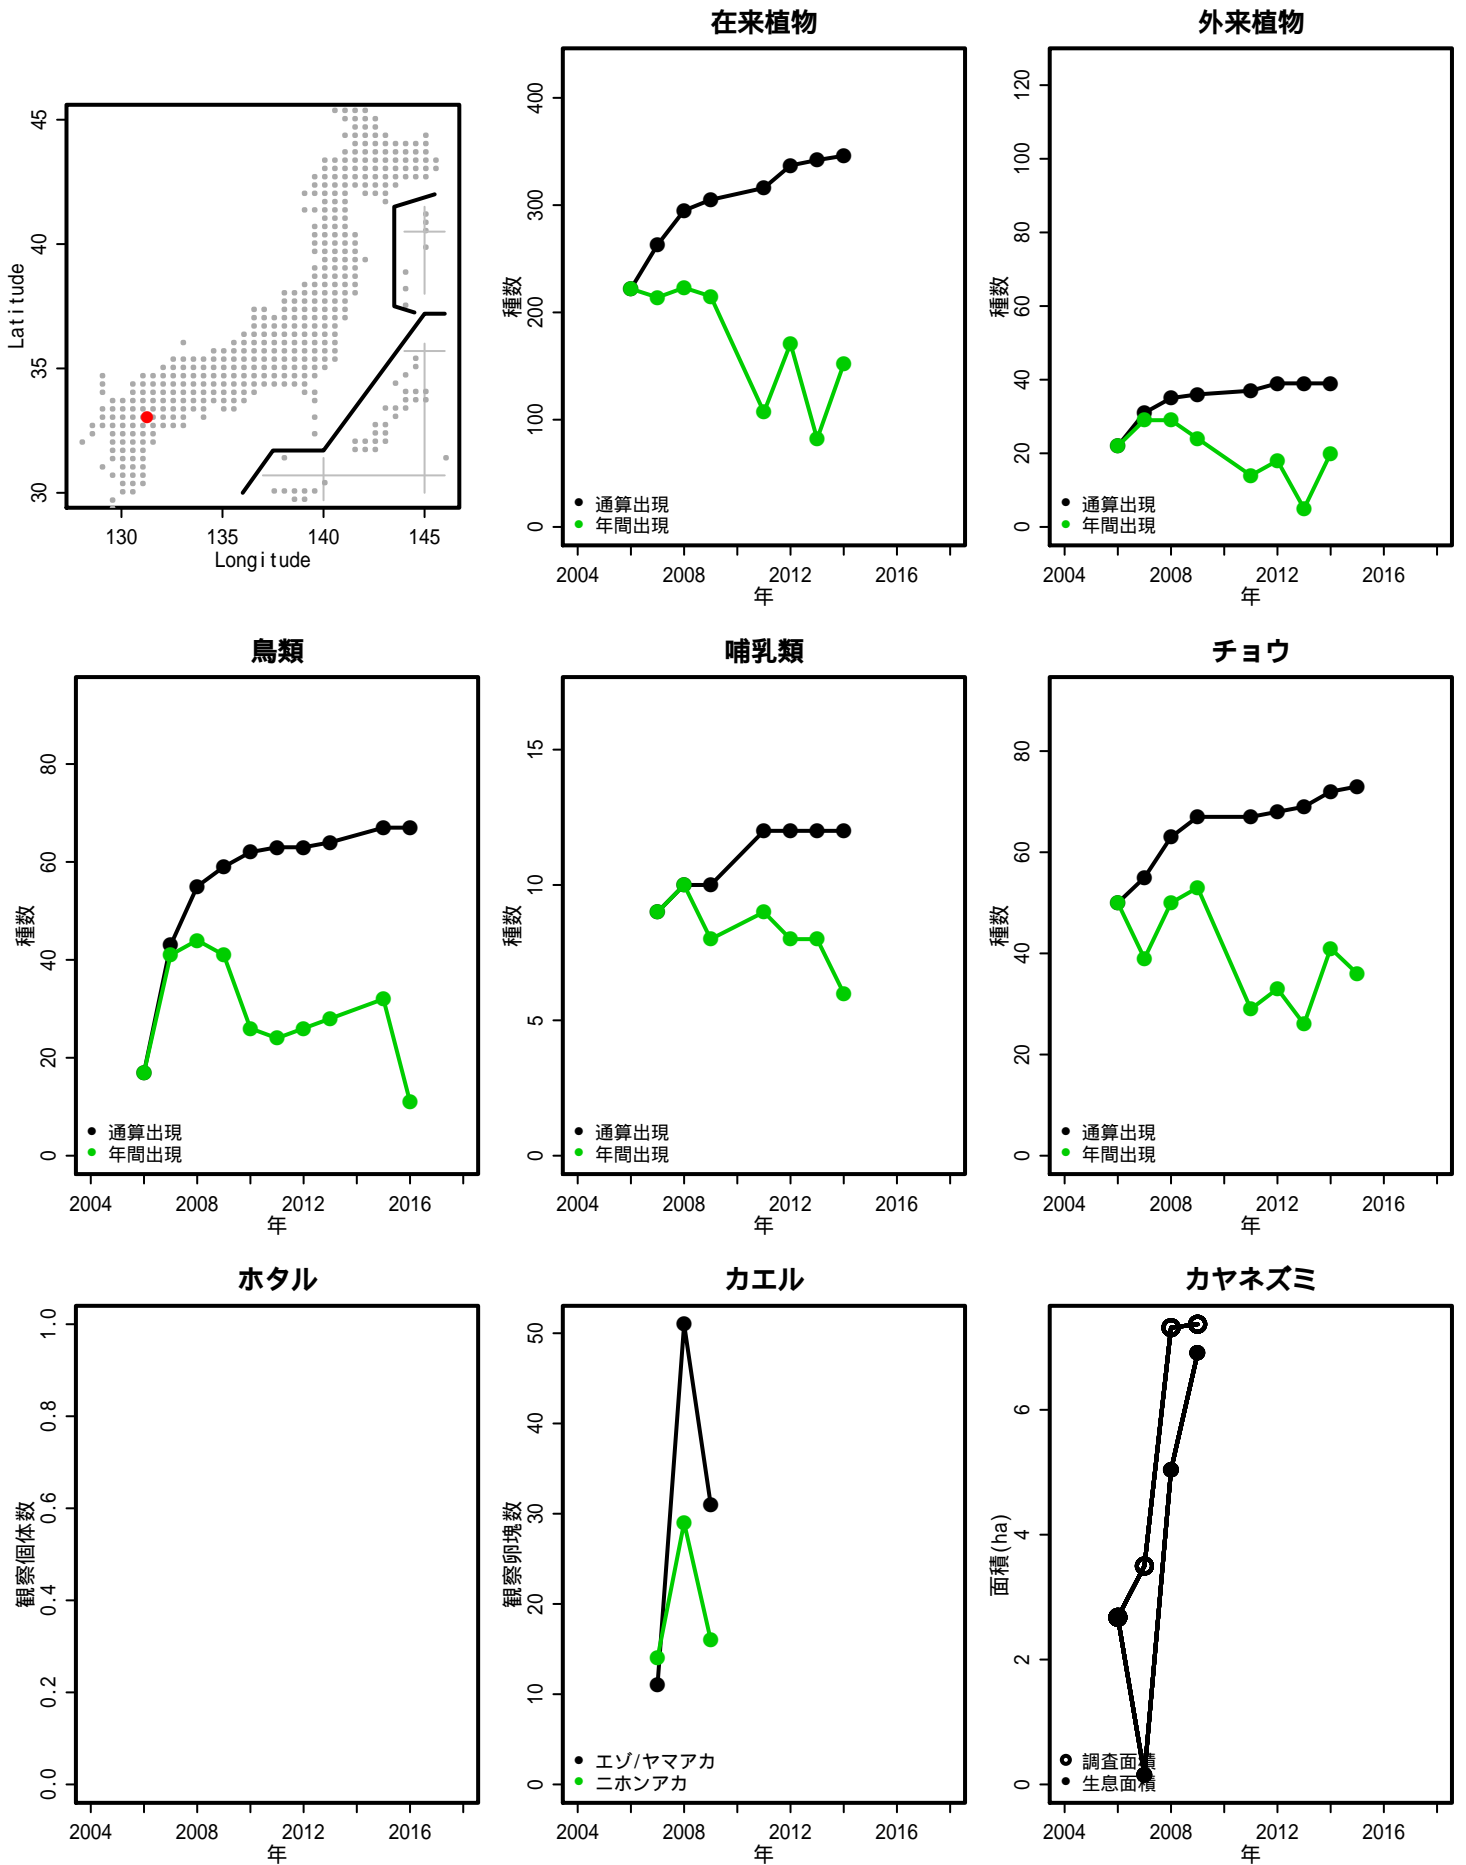 在来植物
外来植物
45
40
35
30
Latitude
130 135 140 145
Longitude
400
300
200
100
0
種数
通算出現
年間出現
2004 2008 2012 2016
年
120
100
80
60
40
20
0
種数
通算出現
年間出現
2004 2008 2012 2016
年
鳥類
哺乳類
チョウ
80
60
40
20
0
種数
通算出現
年間出現
2004 2008 2012 2016
年
15
10
5
0
種数
通算出現
年間出現
2004 2008 2012 2016
年
80
60
40
20
0
種数
通算出現
年間出現
2004 2008 2012 2016
年
ホタル
カエル
カヤネズミ
1.0
0.8
0.6
0.4
0.2
0.0
観察個体数
2004 2008 2012 2016
年
50
40
30
20
10
0
観察卵塊数
エゾ/ヤマアカ
ニホンアカ
2004 2008 2012 2016
年
6
4
2
0
面積(ha)
調査面積
生息面積
2004 2008 2012 2016
年